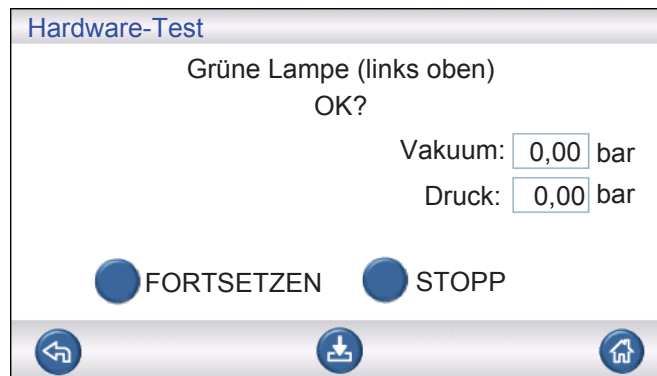 Hardware-Test
Grüne Lampe (links oben)
OK?
Vakuum: 0,00 bar
Druck: 0,00 bar
FORTSETZEN STOPP